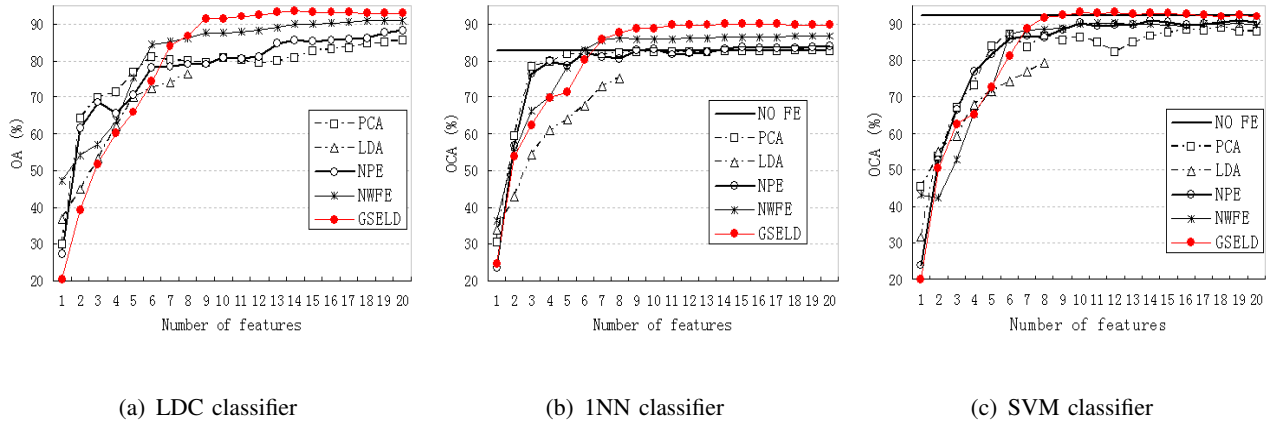 OA (%)
90
80
70
60
50
40
30
20
1 2 3 4 5 6 7 8 9 10 11 12 13 14 15 16 17 18 19 20
Number of features
PCA
LDA
NPE
NWFE
GSELD
(a) LDC classifier
OCA (%)
90
80
70
60
50
40
30
20
1 2 3 4 5 6 7 8 9 10 11 12 13 14 15 16 17 18 19 20
Number of features
NO FE
PCA
LDA
NPE
NWFE
GSELD
(b) 1NN classifier
OCA (%)
90
80
70
60
50
40
30
20
1 2 3 4 5 6 7 8 9 10 11 12 13 14 15 16 17 18 19 20
Number of features
NO FE
PCA
LDA
NPE
NWFE
GSELD
(c) SVM classifier